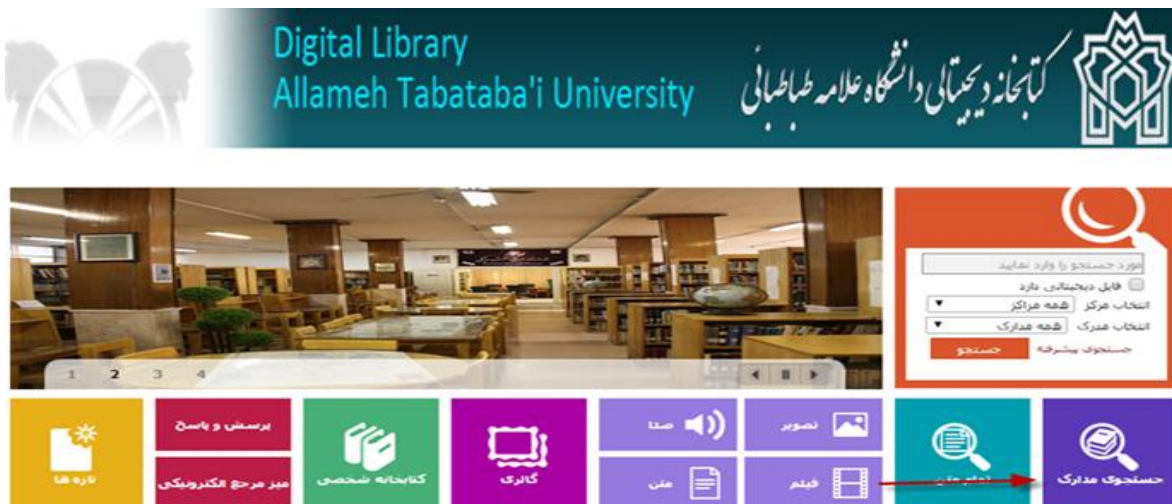 Digital Library
Allameh Tabataba'i University
کتابخانه دیجیتالی دانشگاه علامه طباطبائی
مورد جستجو را وارد نمایید
فایل دیجیتالی دارد
انتخاب مرکز همه مراکز
انتخاب مدرک همه مدارک
جستجوی پیشرفته جستجو
1 2 3 4
جستجوی مدارک
تمام متن
تصویر
صدا
فیلم
متن
گالری
کتابخانه شخصی
پرسش و پاسخ
میز مرجع الکترونیکی
تازه ها